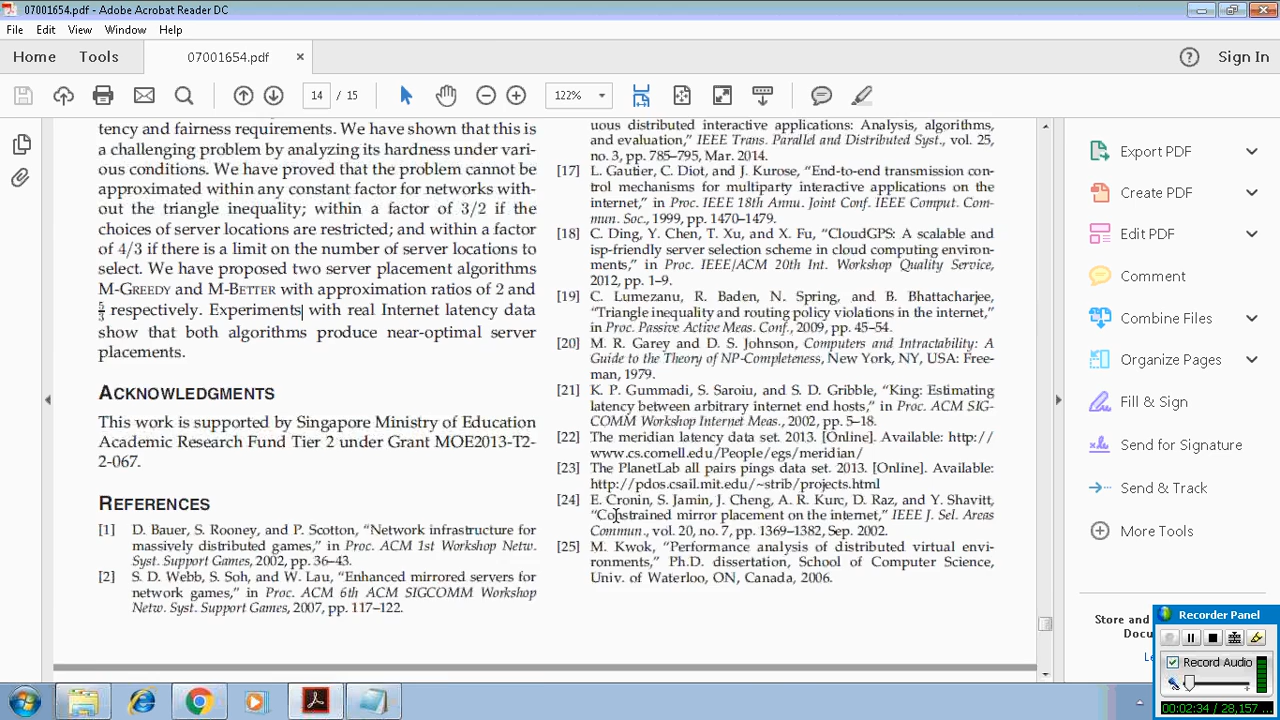 07001654.pdf - Adobe Acrobat Reader DC
File Edit View Window Help
Home Tools 07001654.pdf × Sign In
14 / 15 122%
tency and fairness requirements. We have shown that this is
a challenging problem by analyzing its hardness under vari-
ous conditions. We have proved that the problem cannot be
approximated within any constant factor for networks with-
out the triangle inequality; within a factor of 3/2 if the
choices of server locations are restricted; and within a factor
of 4/3 if there is a limit on the number of server locations to
select. We have proposed two server placement algorithms
M-GREEDY and M-BETTER with approximation ratios of 2 and
5/3 respectively. Experiments with real Internet latency data
show that both algorithms produce near-optimal server
placements.
ACKNOWLEDGMENTS
This work is supported by Singapore Ministry of Education
Academic Research Fund Tier 2 under Grant MOE2013-T2-
2-067.
REFERENCES
[1] D. Bauer, S. Rooney, and P. Scotton, “Network infrastructure for
massively distributed games,” in Proc. ACM 1st Workshop Netw.
Syst. Support Games, 2002, pp. 36–43.
[2] S. D. Webb, S. Soh, and W. Lau, “Enhanced mirrored servers for
network games,” in Proc. ACM 6th ACM SIGCOMM Workshop
Netw. Syst. Support Games, 2007, pp. 117–122.
uous distributed interactive applications: Analysis, algorithms,
and evaluation,” IEEE Trans. Parallel and Distributed Syst., vol. 25,
no. 3, pp. 785–795, Mar. 2014.
[17] L. Gautier, C. Diot, and J. Kurose, “End-to-end transmission con-
trol mechanisms for multiparty interactive applications on the
internet,” in Proc. IEEE 18th Annu. Joint Conf. IEEE Comput. Com-
mun. Soc., 1999, pp. 1470–1479.
[18] C. Ding, Y. Chen, T. Xu, and X. Fu, “CloudGPS: A scalable and
isp-friendly server selection scheme in cloud computing environ-
ments,” in Proc. IEEE/ACM 20th Int. Workshop Quality Service,
2012, pp. 1–9.
[19] C. Lumezanu, R. Baden, N. Spring, and B. Bhattacharjee,
“Triangle inequality and routing policy violations in the internet,”
in Proc. Passive Active Meas. Conf., 2009, pp. 45–54.
[20] M. R. Garey and D. S. Johnson, Computers and Intractability: A
Guide to the Theory of NP-Completeness, New York, NY, USA: Free-
man, 1979.
[21] K. P. Gummadi, S. Saroiu, and S. D. Gribble, “King: Estimating
latency between arbitrary internet end hosts,” in Proc. ACM SIG-
COMM Workshop Internet Meas., 2002, pp. 5–18.
[22] The meridian latency data set. 2013. [Online]. Available: http://
www.cs.cornell.edu/People/egs/meridian/
[23] The PlanetLab all pairs pings data set. 2013. [Online]. Available:
http://pdos.csail.mit.edu/~strib/projects.html
[24] E. Cronin, S. Jamin, J. Cheng, A. R. Kurc, D. Raz, and Y. Shavitt,
“Constrained mirror placement on the internet,” IEEE J. Sel. Areas
Commun., vol. 20, no. 7, pp. 1369–1382, Sep. 2002.
[25] M. Kwok, “Performance analysis of distributed virtual envi-
ronments,” Ph.D. dissertation, School of Computer Science,
Univ. of Waterloo, ON, Canada, 2006.
Export PDF
Create PDF
Edit PDF
Comment
Combine Files
Organize Pages
Fill & Sign
Send for Signature
Send & Track
More Tools
Store and
Docu
Le
Recorder Panel
Record Audio
00:02:34 / 28,157 ...